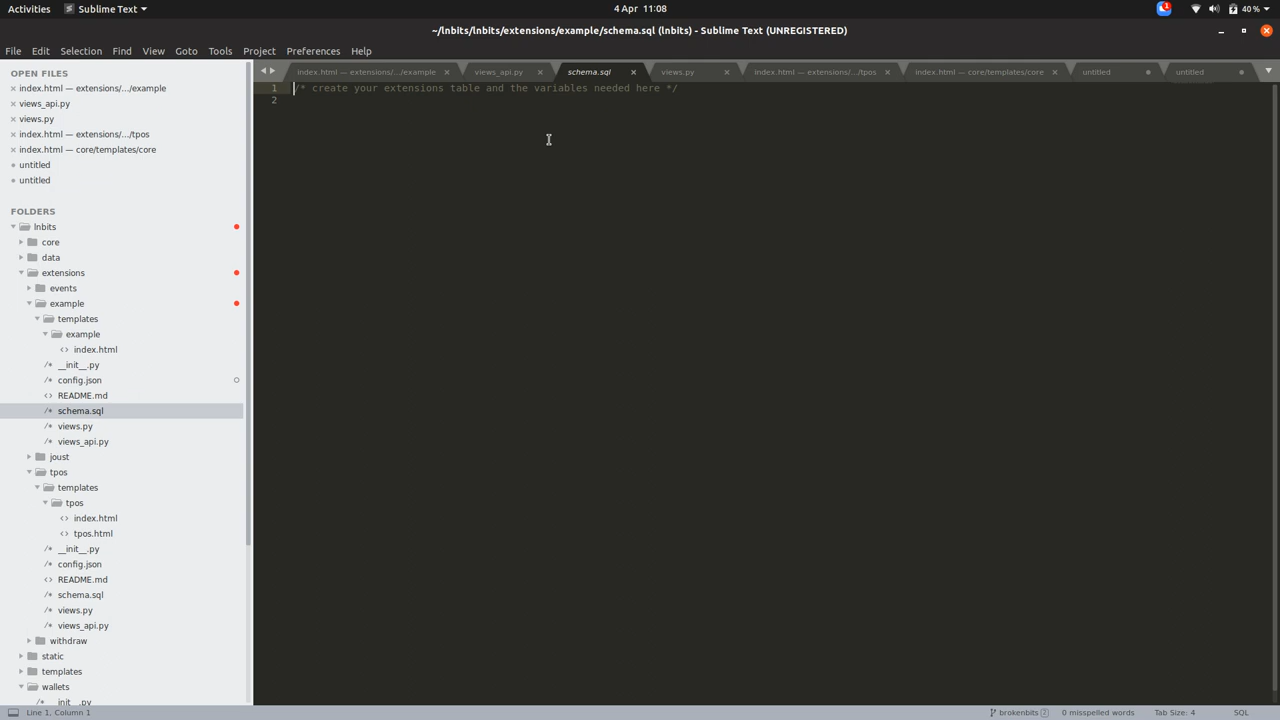 Activities Sublime Text 4 Apr 11:08 1 40 %
~/lnbits/lnbits/extensions/example/schema.sql (lnbits) - Sublime Text (UNREGISTERED)
File Edit Selection Find View Goto Tools Project Preferences Help
index.html — extensions/.../example views_api.py schema.sql views.py index.html — extensions/.../tpos index.html — core/templates/core untitled untitled
OPEN FILES
index.html — extensions/.../example
views_api.py
views.py
index.html — extensions/.../tpos
index.html — core/templates/core
untitled
untitled
FOLDERS
lnbits
core
data
extensions
events
example
templates
example
<> index.html
/* __init__.py
/* config.json
<> README.md
/* schema.sql
/* views.py
/* views_api.py
joust
tpos
templates
tpos
<> index.html
<> tpos.html
/* __init__.py
/* config.json
<> README.md
/* schema.sql
/* views.py
/* views_api.py
withdraw
static
templates
wallets
/* __init__.py
1 /* create your extensions table and the variables needed here */
2
Line 1, Column 1 brokenbits 2 0 misspelled words Tab Size: 4 SQL